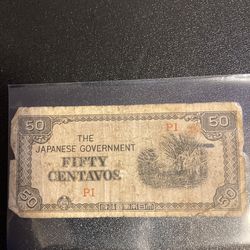 50 50
THE PI
JAPANESE GOVERNMENT
FIFTY
CENTAVOS
PI
50 50